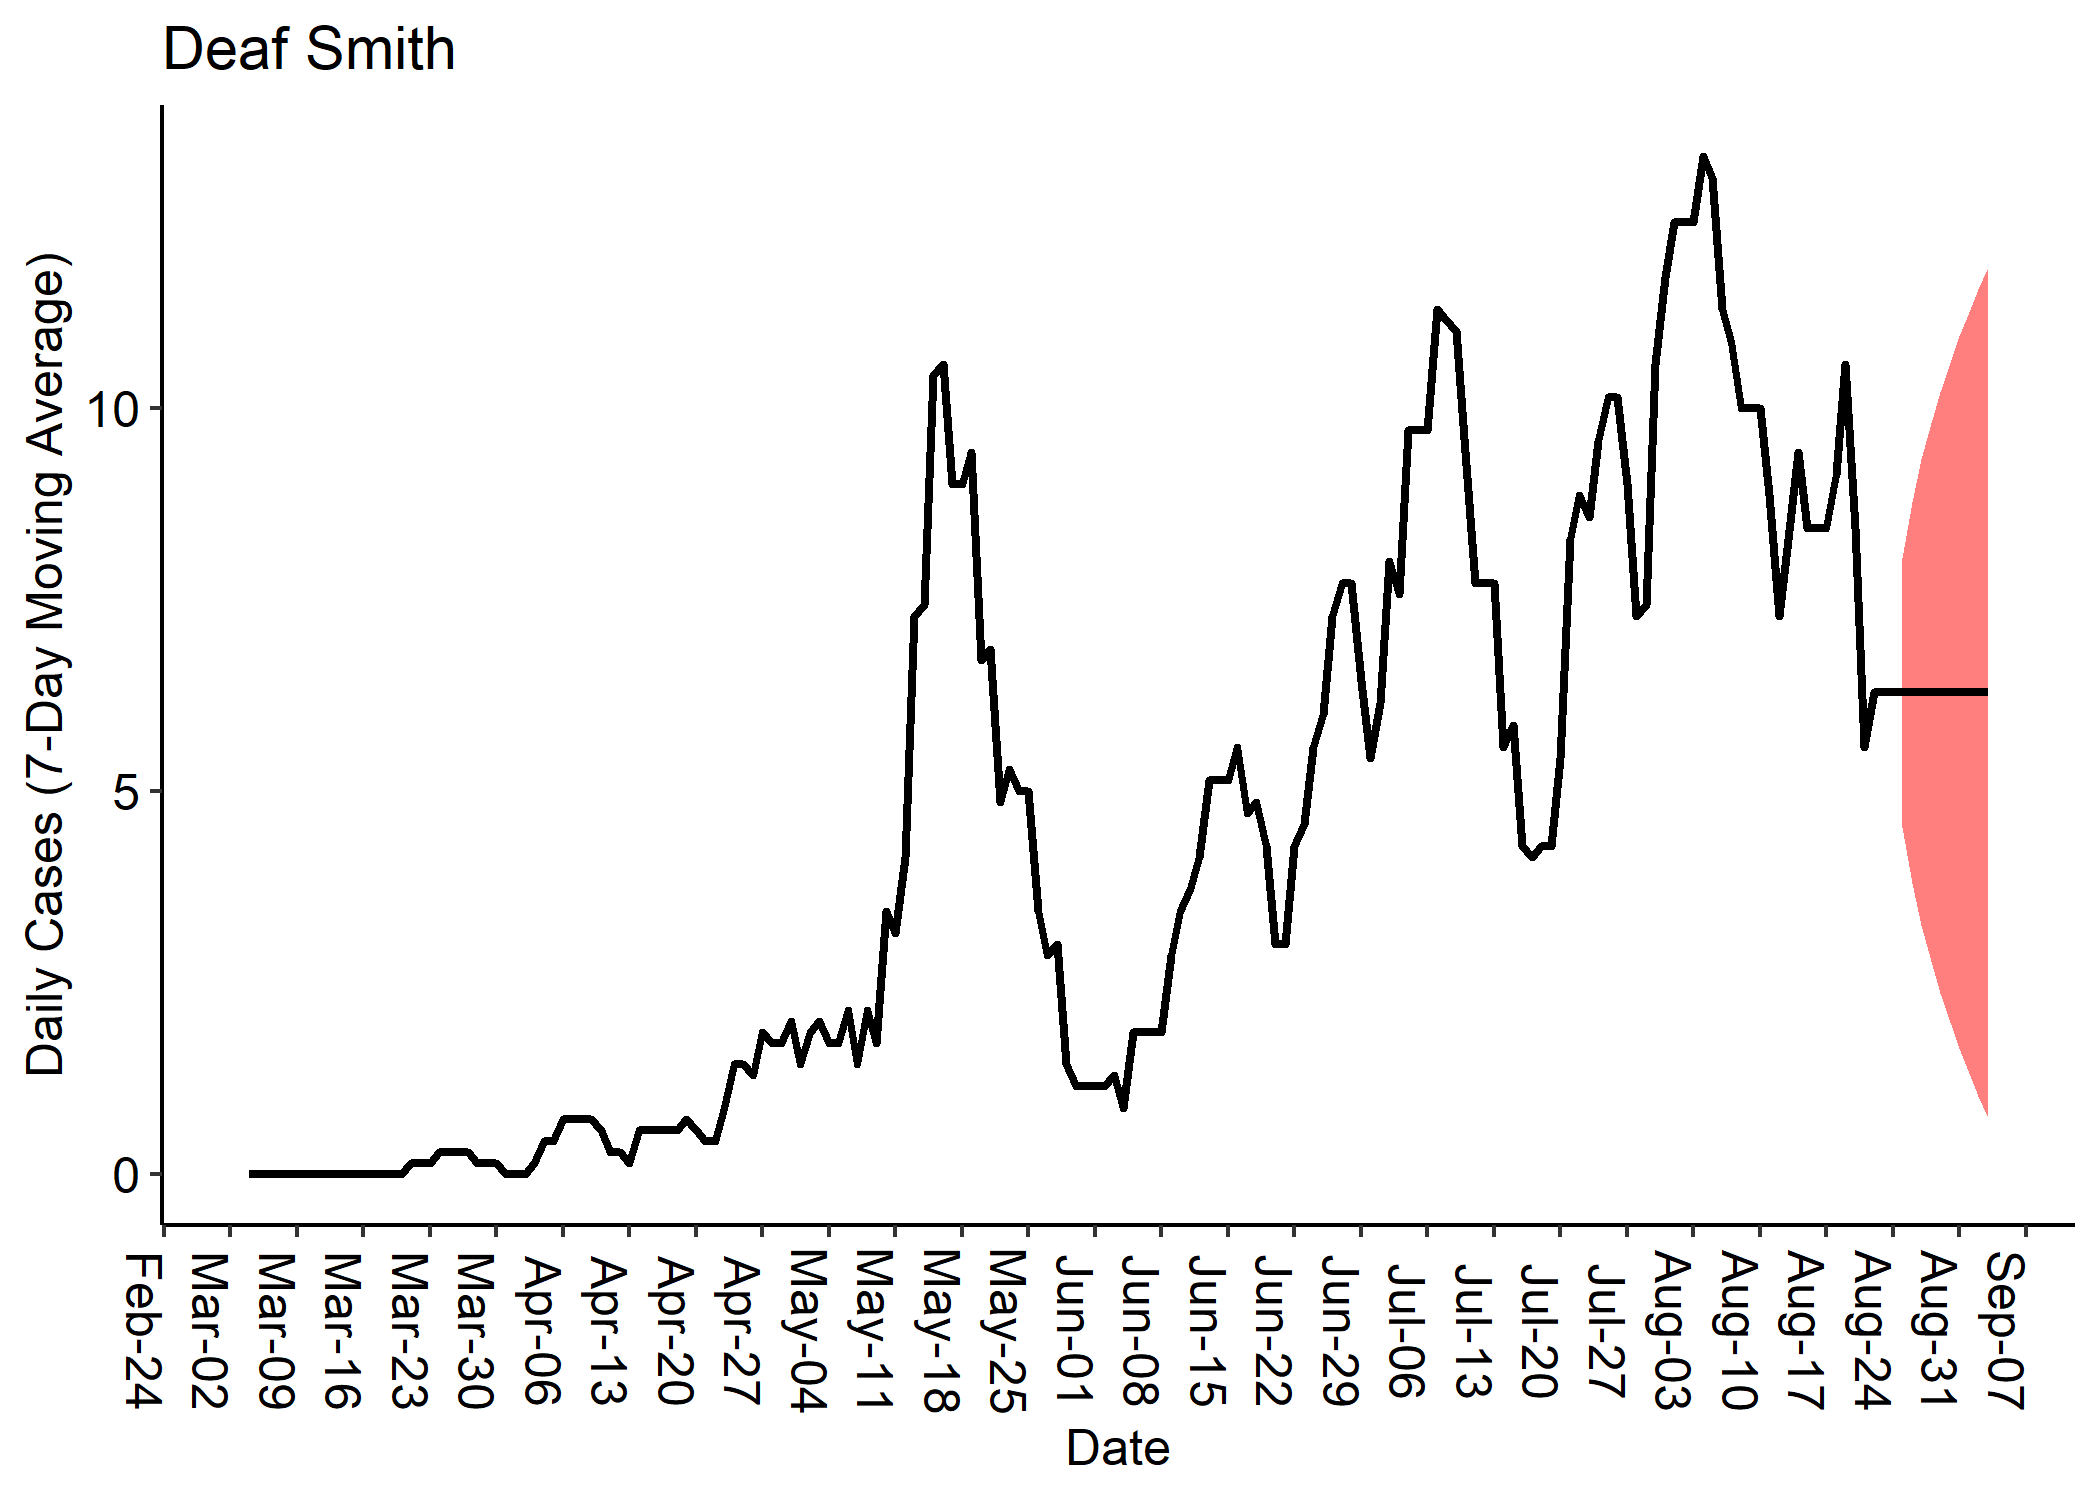 Deaf Smith
Daily Cases (7-Day Moving Average)
10
5
0
Feb-24
Mar-02
Mar-09
Mar-16
Mar-23
Mar-30
Apr-06
Apr-13
Apr-20
Apr-27
May-04
May-11
May-18
May-25
Jun-01
Jun-08
Jun-15
Jun-22
Jun-29
Jul-06
Jul-13
Jul-20
Jul-27
Aug-03
Aug-10
Aug-17
Aug-24
Aug-31
Sep-07
Date